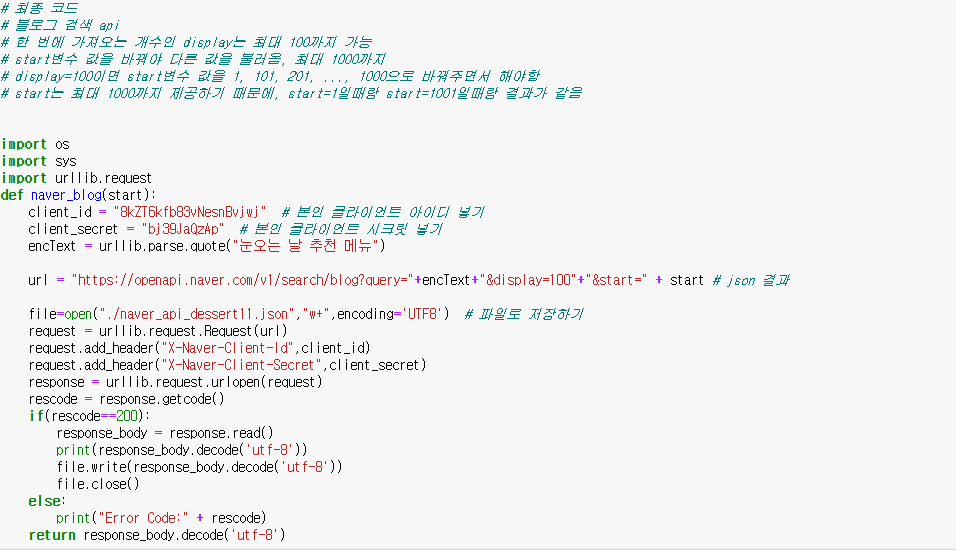 # 최종 코드
# 블로그 검색 api
# 한 번에 가져오는 개수인 display는 최대 100까지 가능
# start변수 값을 바꿔야 다른 값을 불러옴, 최대 1000까지
# display=100이면 start변수 값을 1, 101, 201, ..., 1000으로 바꿔주면서 해야함
# start는 최대 1000까지 제공하기 때문에, start=1일때랑 start=1001일때랑 결과가 같음
import os
import sys
import urllib.request
def naver_blog(start):
    client_id = "8kZT6kfb83vNesnBvjwj"  # 본인 클라이언트 아이디 넣기
    client_secret = "bj39JaQzAp"  # 본인 클라이언트 시크릿 넣기
    encText = urllib.parse.quote("눈오는 날 추천 메뉴")
    url = "https://openapi.naver.com/v1/search/blog?query="+encText+"&display=100"+"&start=" + start # json 결과
    file=open("./naver_api_dessert11.json","w+",encoding='UTF8')  # 파일로 저장하기
    request = urllib.request.Request(url)
    request.add_header("X-Naver-Client-Id",client_id)
    request.add_header("X-Naver-Client-Secret",client_secret)
    response = urllib.request.urlopen(request)
    rescode = response.getcode()
    if(rescode==200):
        response_body = response.read()
        print(response_body.decode('utf-8'))
        file.write(response_body.decode('utf-8'))
        file.close()
    else:
        print("Error Code:" + rescode)
    return response_body.decode('utf-8')